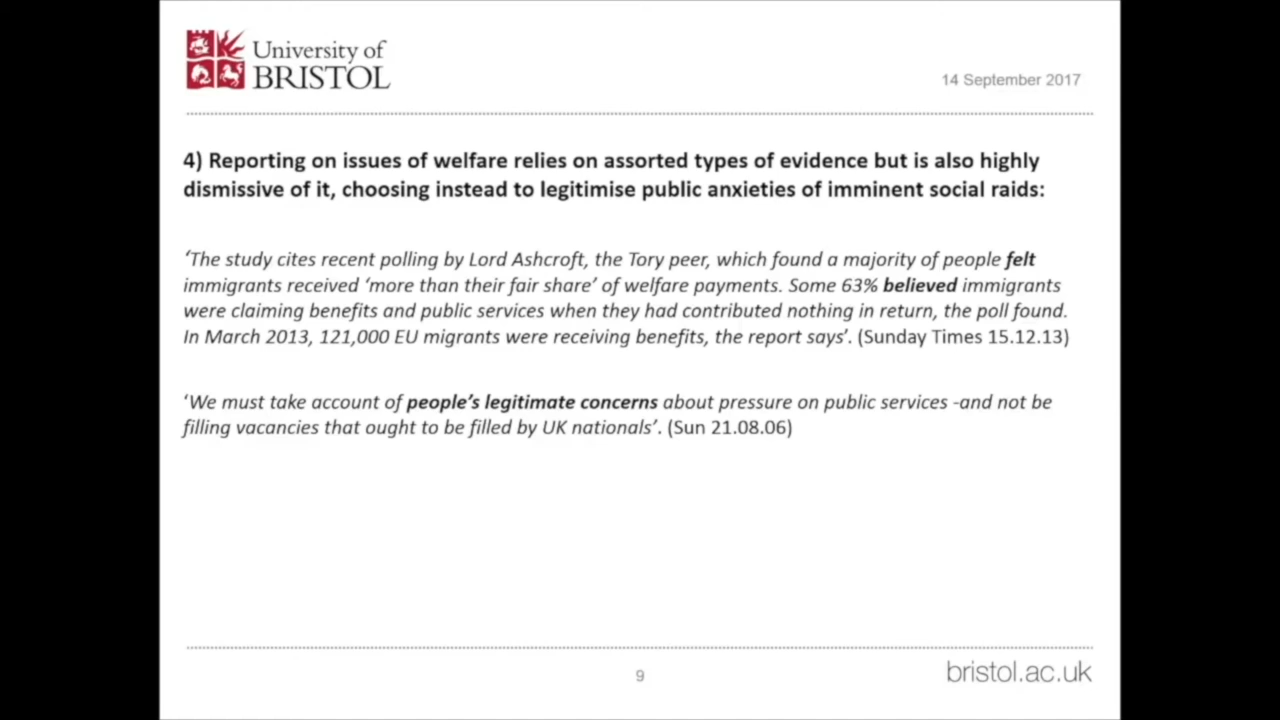 University of
BRISTOL
14 September 2017
4) Reporting on issues of welfare relies on assorted types of evidence but is also highly
dismissive of it, choosing instead to legitimise public anxieties of imminent social raids:
‘The study cites recent polling by Lord Ashcroft, the Tory peer, which found a majority of people felt
immigrants received ‘more than their fair share’ of welfare payments. Some 63% believed immigrants
were claiming benefits and public services when they had contributed nothing in return, the poll found.
In March 2013, 121,000 EU migrants were receiving benefits, the report says’. (Sunday Times 15.12.13)
‘We must take account of people’s legitimate concerns about pressure on public services -and not be
filling vacancies that ought to be filled by UK nationals’. (Sun 21.08.06)
9
bristol.ac.uk